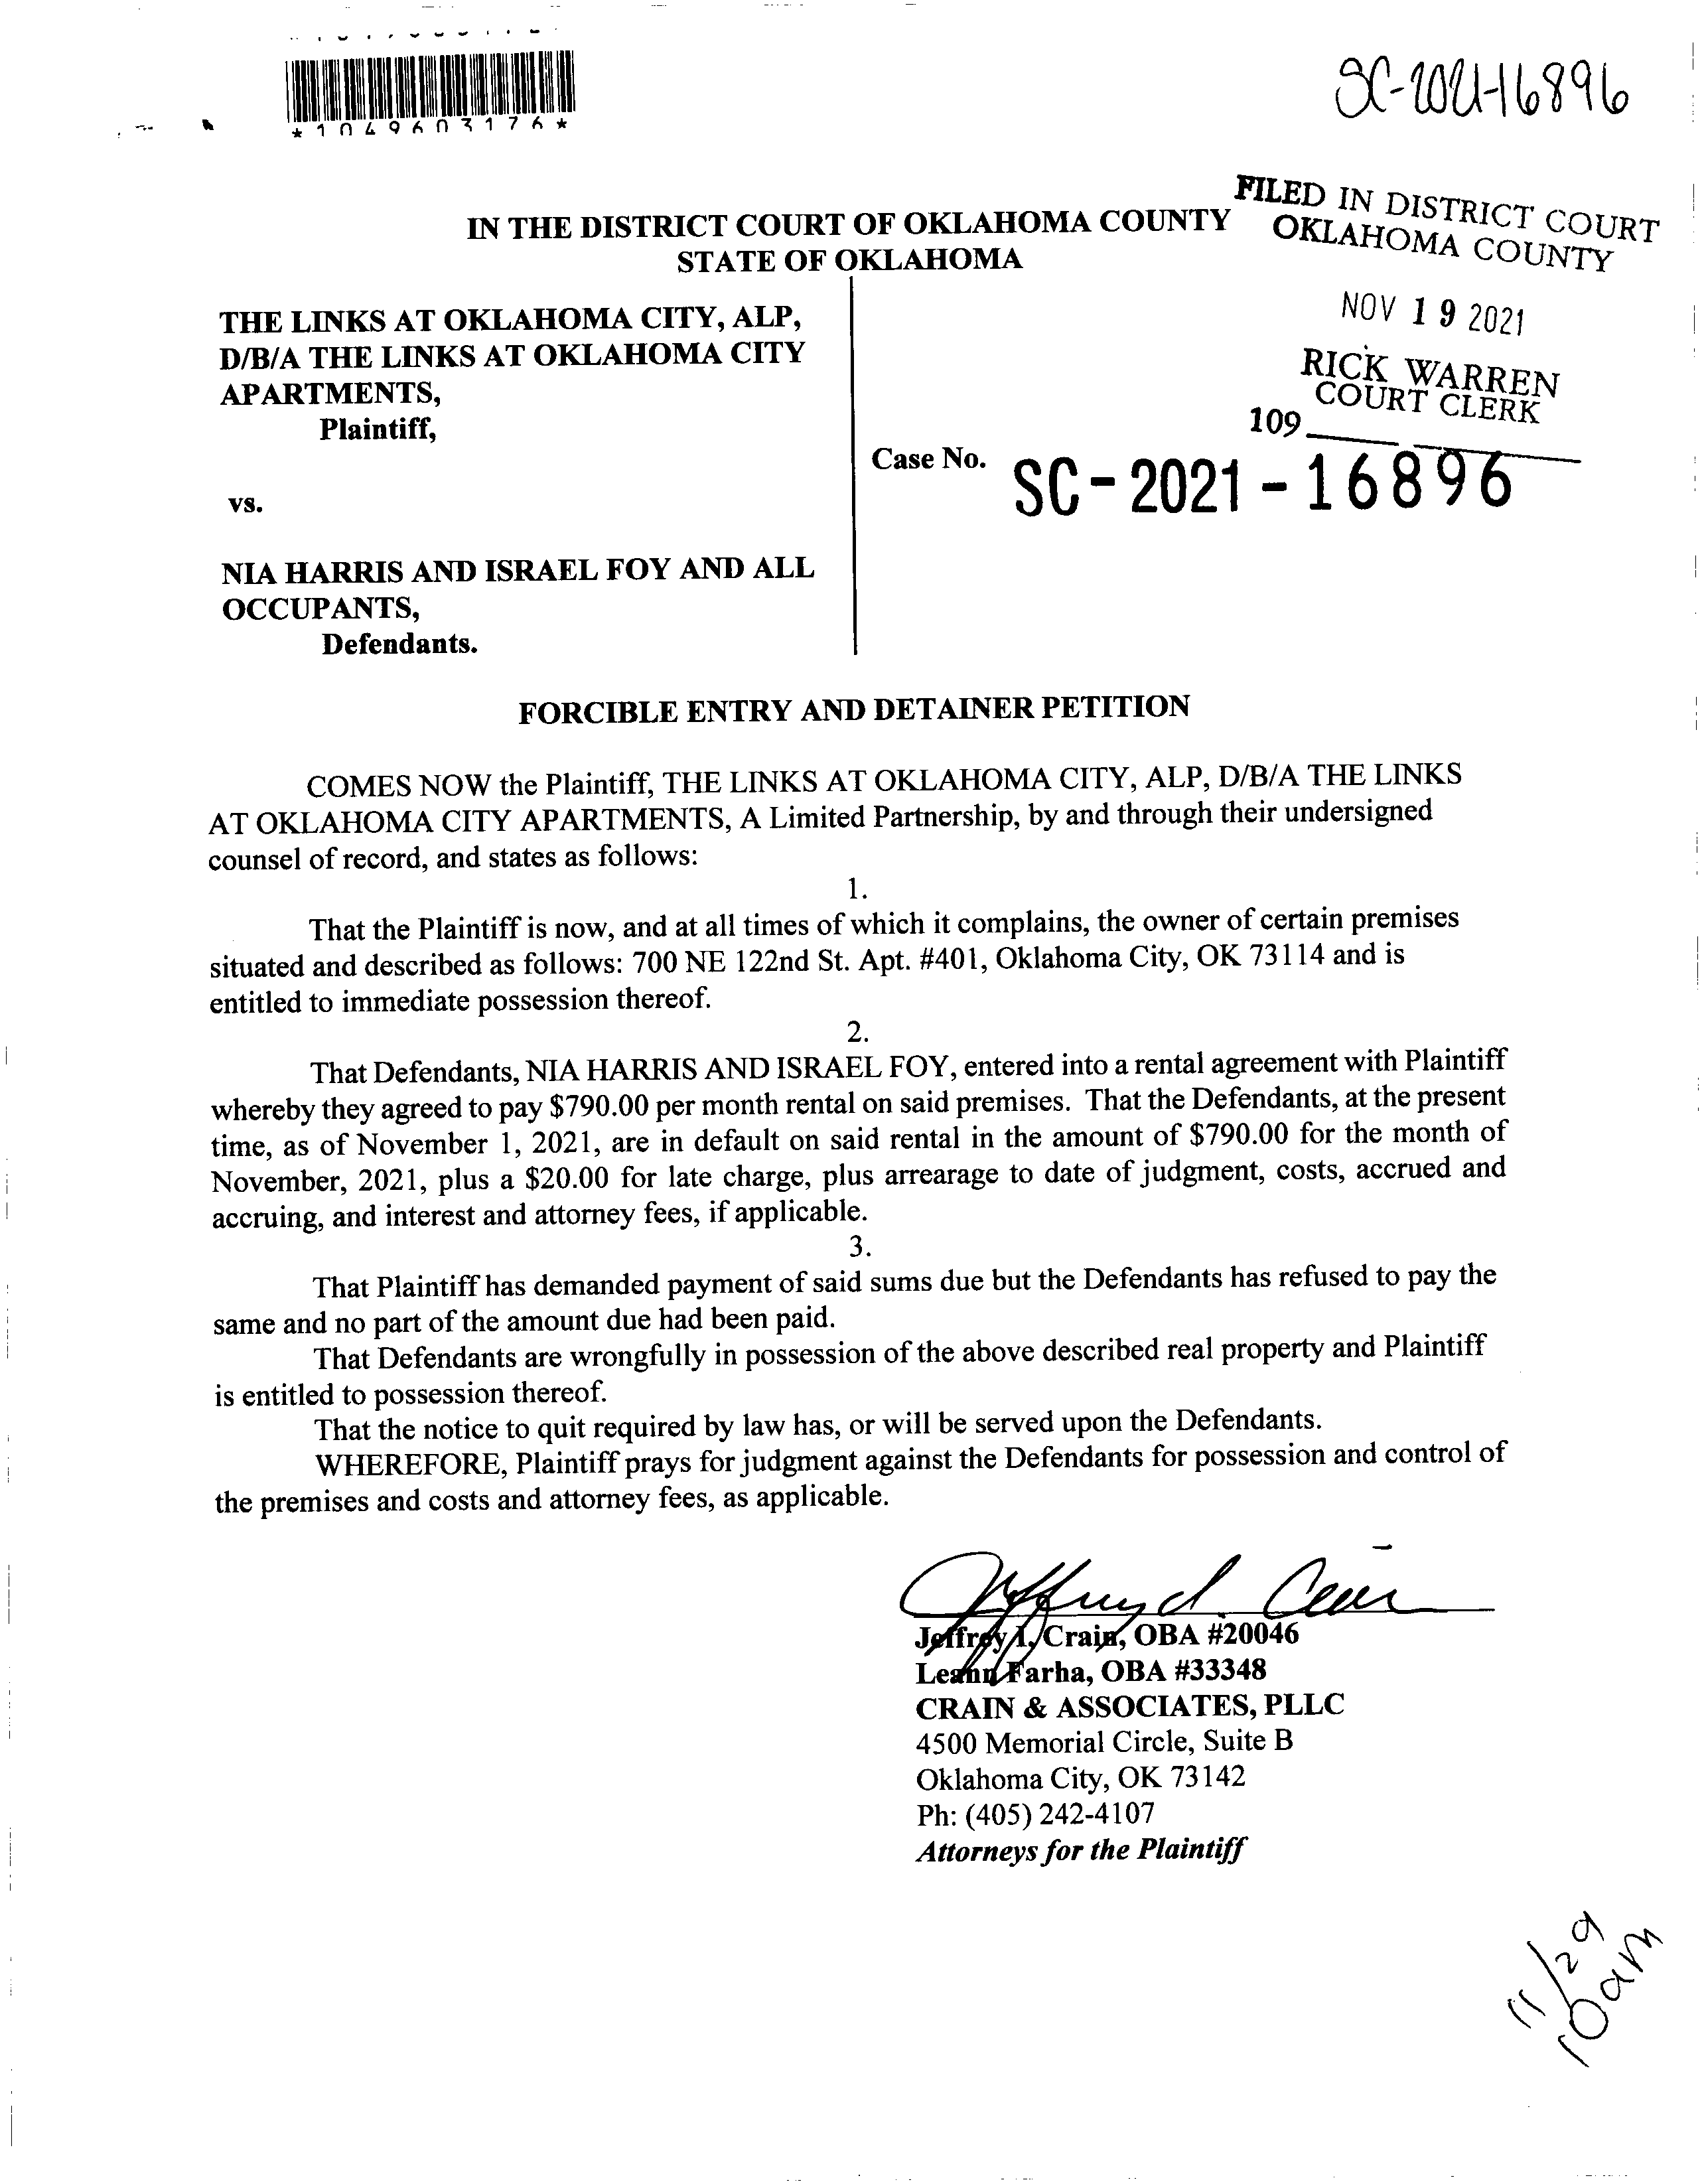 *1049603176*
SC-2021-16896
FILED IN DISTRICT COURT
OKLAHOMA COUNTY
NOV 19 2021
RICK WARREN
COURT CLERK
109
IN THE DISTRICT COURT OF OKLAHOMA COUNTY
STATE OF OKLAHOMA
THE LINKS AT OKLAHOMA CITY, ALP,
D/B/A THE LINKS AT OKLAHOMA CITY
APARTMENTS,
Plaintiff,
vs.
NIA HARRIS AND ISRAEL FOY AND ALL
OCCUPANTS,
Defendants.
Case No. SC-2021-16896
FORCIBLE ENTRY AND DETAINER PETITION
COMES NOW the Plaintiff, THE LINKS AT OKLAHOMA CITY, ALP, D/B/A THE LINKS
AT OKLAHOMA CITY APARTMENTS, A Limited Partnership, by and through their undersigned
counsel of record, and states as follows:
1.
That the Plaintiff is now, and at all times of which it complains, the owner of certain premises
situated and described as follows: 700 NE 122nd St. Apt. #401, Oklahoma City, OK 73114 and is
entitled to immediate possession thereof.
2.
That Defendants, NIA HARRIS AND ISRAEL FOY, entered into a rental agreement with Plaintiff
whereby they agreed to pay $790.00 per month rental on said premises. That the Defendants, at the present
time, as of November 1, 2021, are in default on said rental in the amount of $790.00 for the month of
November, 2021, plus a $20.00 for late charge, plus arrearage to date of judgment, costs, accrued and
accruing, and interest and attorney fees, if applicable.
3.
That Plaintiff has demanded payment of said sums due but the Defendants has refused to pay the
same and no part of the amount due had been paid.
That Defendants are wrongfully in possession of the above described real property and Plaintiff
is entitled to possession thereof.
That the notice to quit required by law has, or will be served upon the Defendants.
WHEREFORE, Plaintiff prays for judgment against the Defendants for possession and control of
the premises and costs and attorney fees, as applicable.
Jeffrey I. Crain, OBA #20046
Leann Farha, OBA #33348
CRAIN & ASSOCIATES, PLLC
4500 Memorial Circle, Suite B
Oklahoma City, OK 73142
Ph: (405) 242-4107
Attorneys for the Plaintiff
11/29
10am